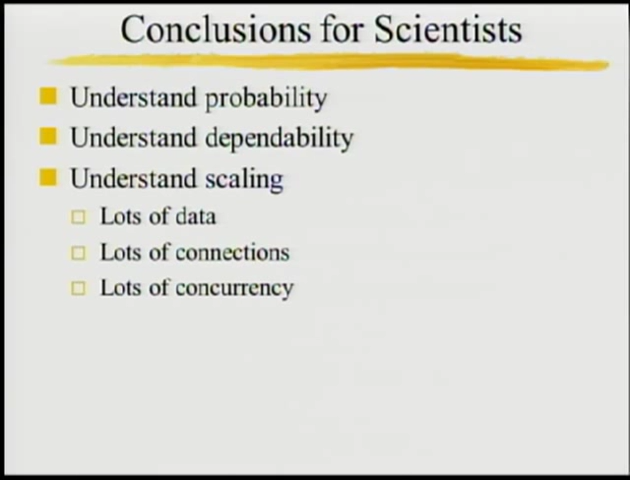 Conclusions for Scientists
Understand probability
Understand dependability
Understand scaling
Lots of data
Lots of connections
Lots of concurrency